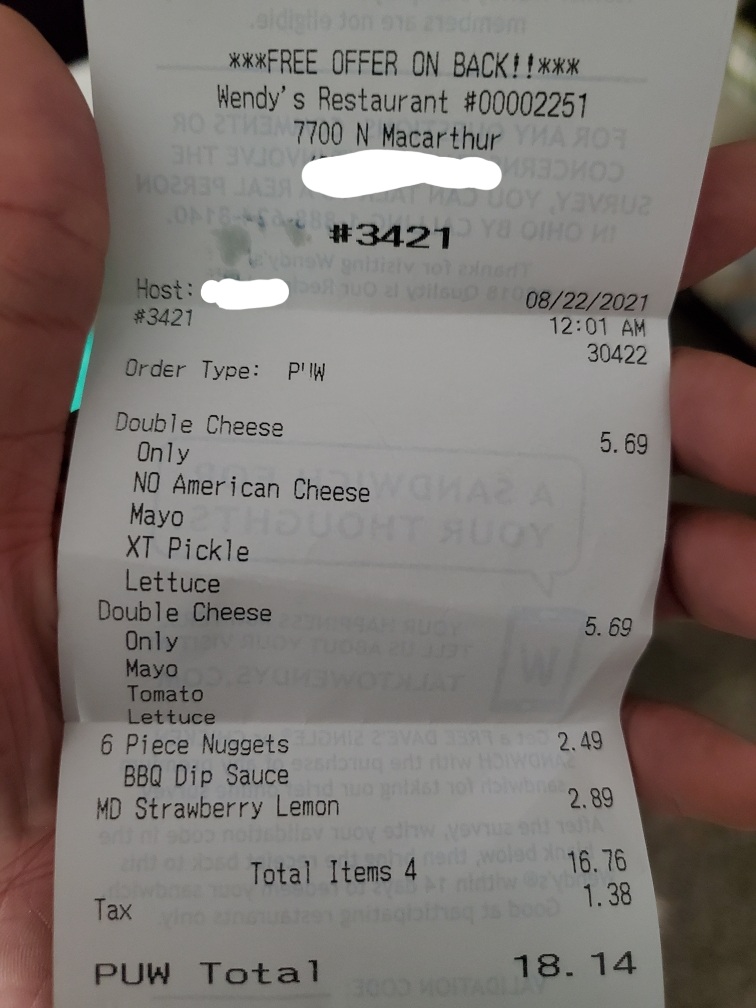 ***FREE OFFER ON BACK!!***
Wendy's Restaurant #00002251
7700 N Macarthur
#3421
Host:
08/22/2021
#3421
12:01 AM
30422
Order Type: PUW
Double Cheese 5.69
Only
NO American Cheese
Mayo
XT Pickle
Lettuce
Double Cheese 5.69
Only
Mayo
Tomato
Lettuce
6 Piece Nuggets 2.49
BBQ Dip Sauce
MD Strawberry Lemon 2.89
Total Items 4 16.76
Tax 1.38
PUW Total 18.14